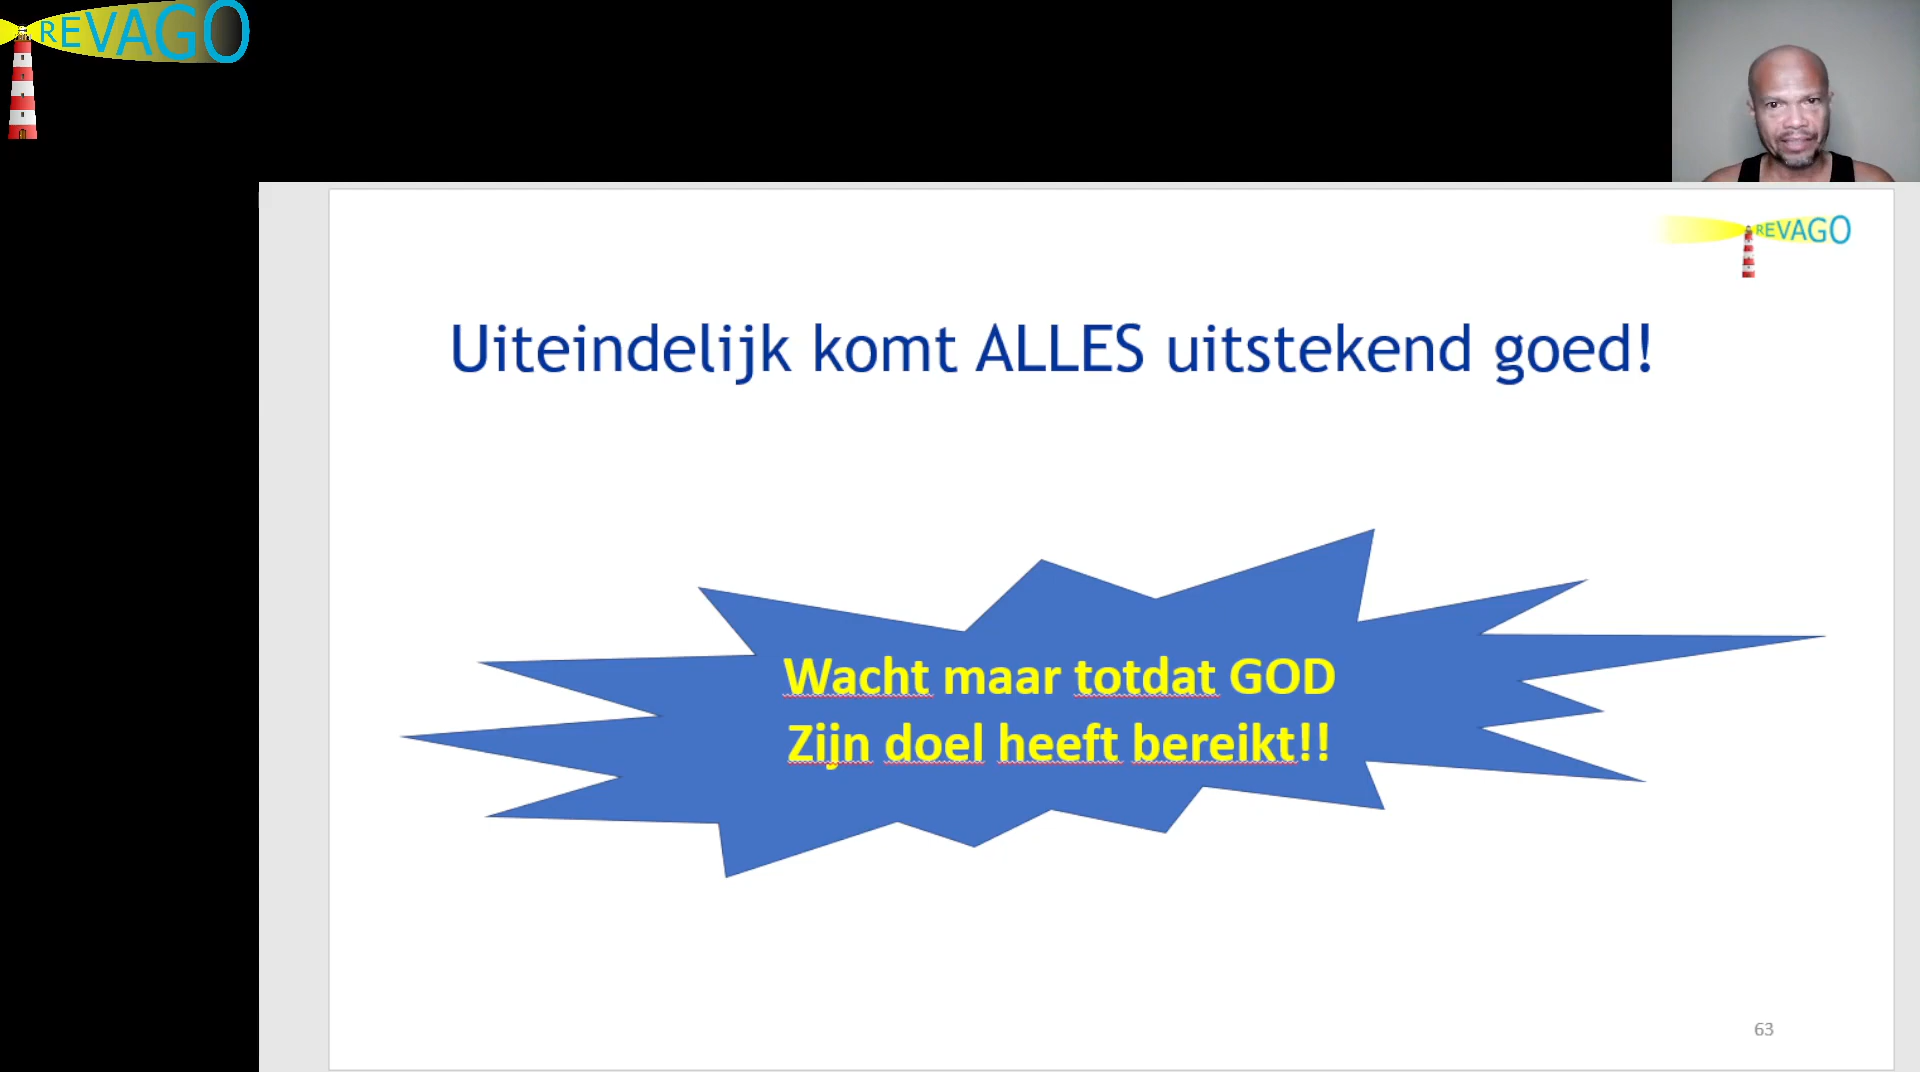 REVAGO
REVAGO
Uiteindelijk komt ALLES uitstekend goed!
Wacht maar totdat GOD
Zijn doel heeft bereikt!!
63